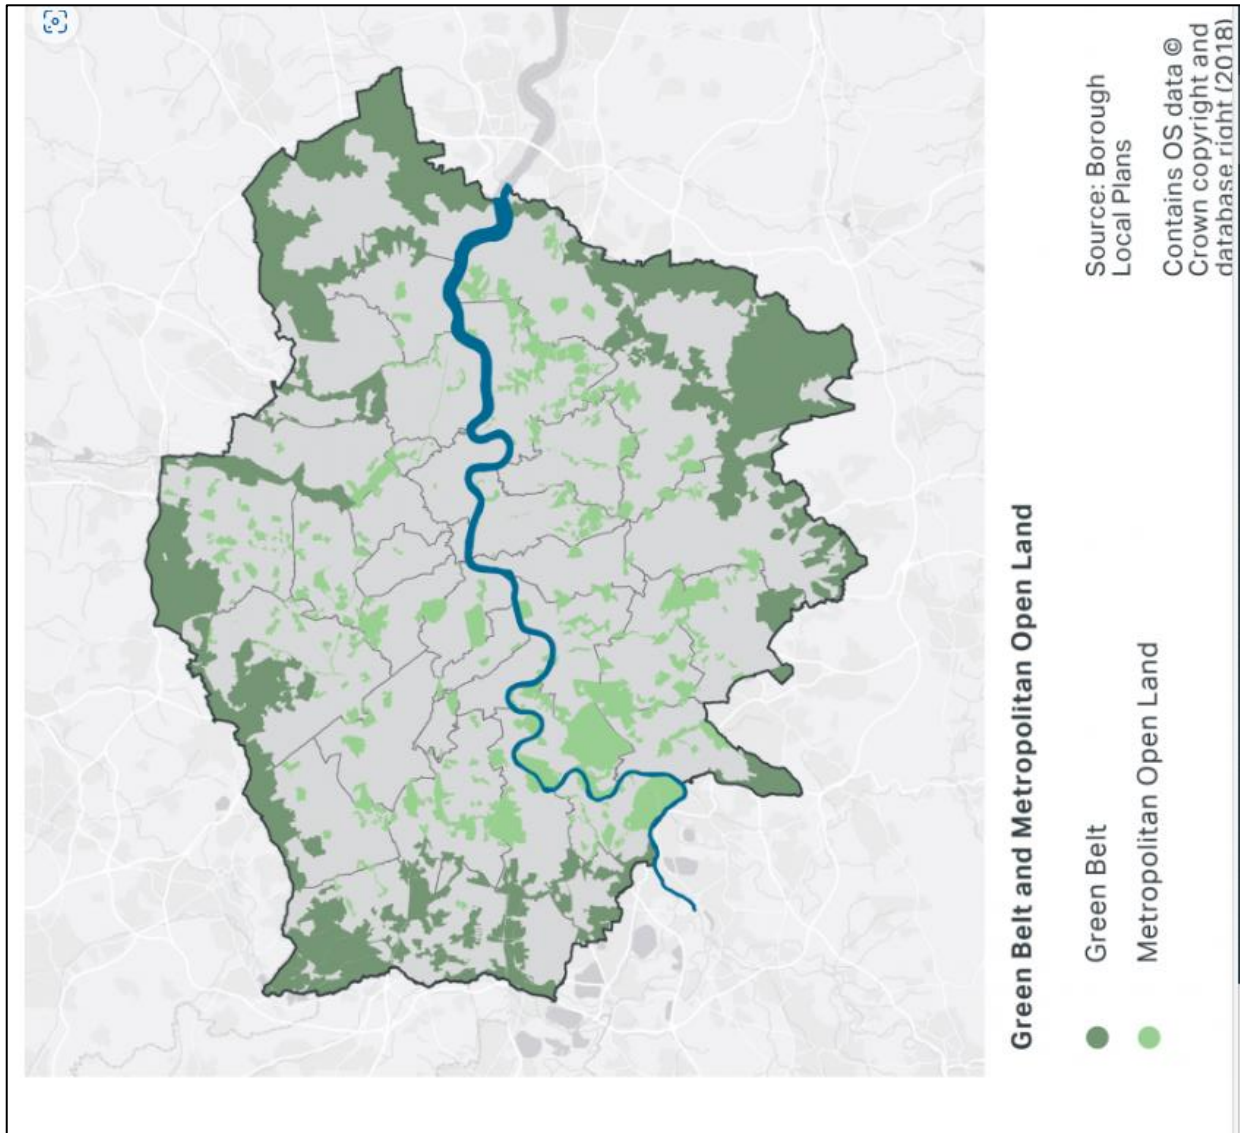 Green Belt and Metropolitan Open Land
Green Belt
Metropolitan Open Land
Source: Borough
Local Plans
Contains OS data ©
Crown copyright and
database right (2018)